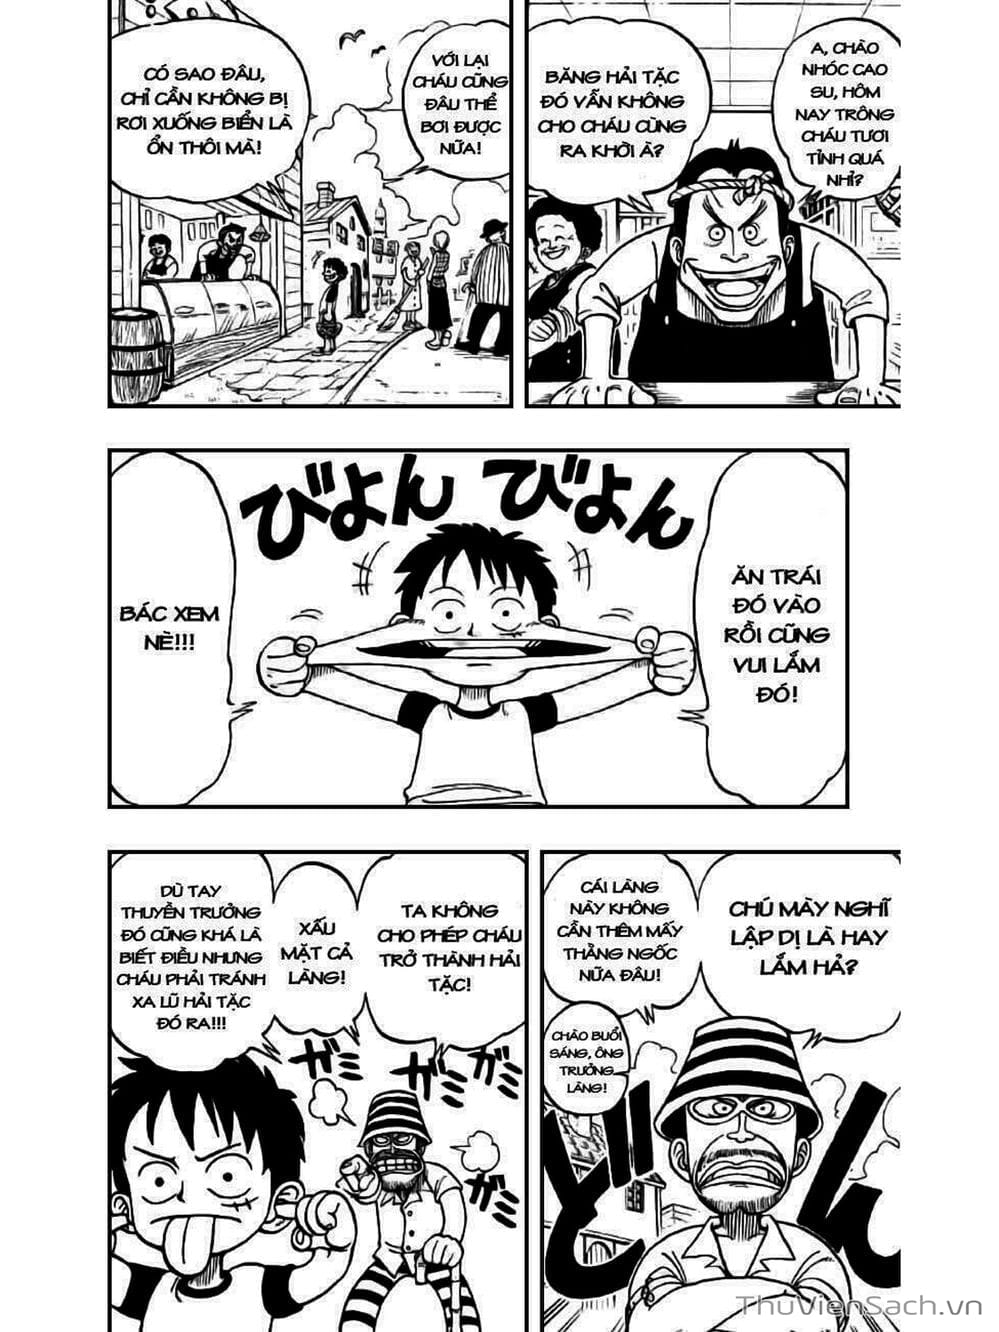 A, CHÀO
NHÓC CAO
SU, HÔM
NAY TRÔNG
CHÁU TƯƠI
TỈNH QUÁ
NHỈ?
BĂNG HẢI TẶC
ĐÓ VẪN KHÔNG
CHO CHÁU CÙNG
RA KHỜI À?
VỚI LẠI
CHÁU CŨNG
ĐÂU THỂ
BƠI ĐƯỢC
NỮA!
CÓ SAO ĐÂU,
CHỈ CẦN KHÔNG BỊ
RƠI XUỐNG BIỂN LÀ
ỔN THÔI MÀ!
びよん びよん
ĂN TRÁI
ĐÓ VÀO
RỒI CŨNG
VUI LẮM
ĐÓ!
BÁC XEM
NÈ!!!
CHÚ MÀY NGHĨ
LẬP DỊ LÀ HAY
LẮM HẢ?
CÁI LÀNG
NÀY KHÔNG
CẦN THÊM MẤY
THẰNG NGỐC
NỮA ĐÂU!
CHÀO BUỔI
SÁNG, ÔNG
TRƯỞNG
LÀNG!
どん
TA KHÔNG
CHO PHÉP CHÁU
TRỞ THÀNH HẢI
TẶC!
XẤU
MẶT CẢ
LÀNG!
DÙ TAY
THUYỀN TRƯỞNG
ĐÓ CŨNG KHÁ LÀ
BIẾT ĐIỀU NHƯNG
CHÁU PHẢI TRÁNH
XA LŨ HẢI TẶC
ĐÓ RA!!!
ガミ
ガミ
ガミ
ガミ
ThuVienSach.vn